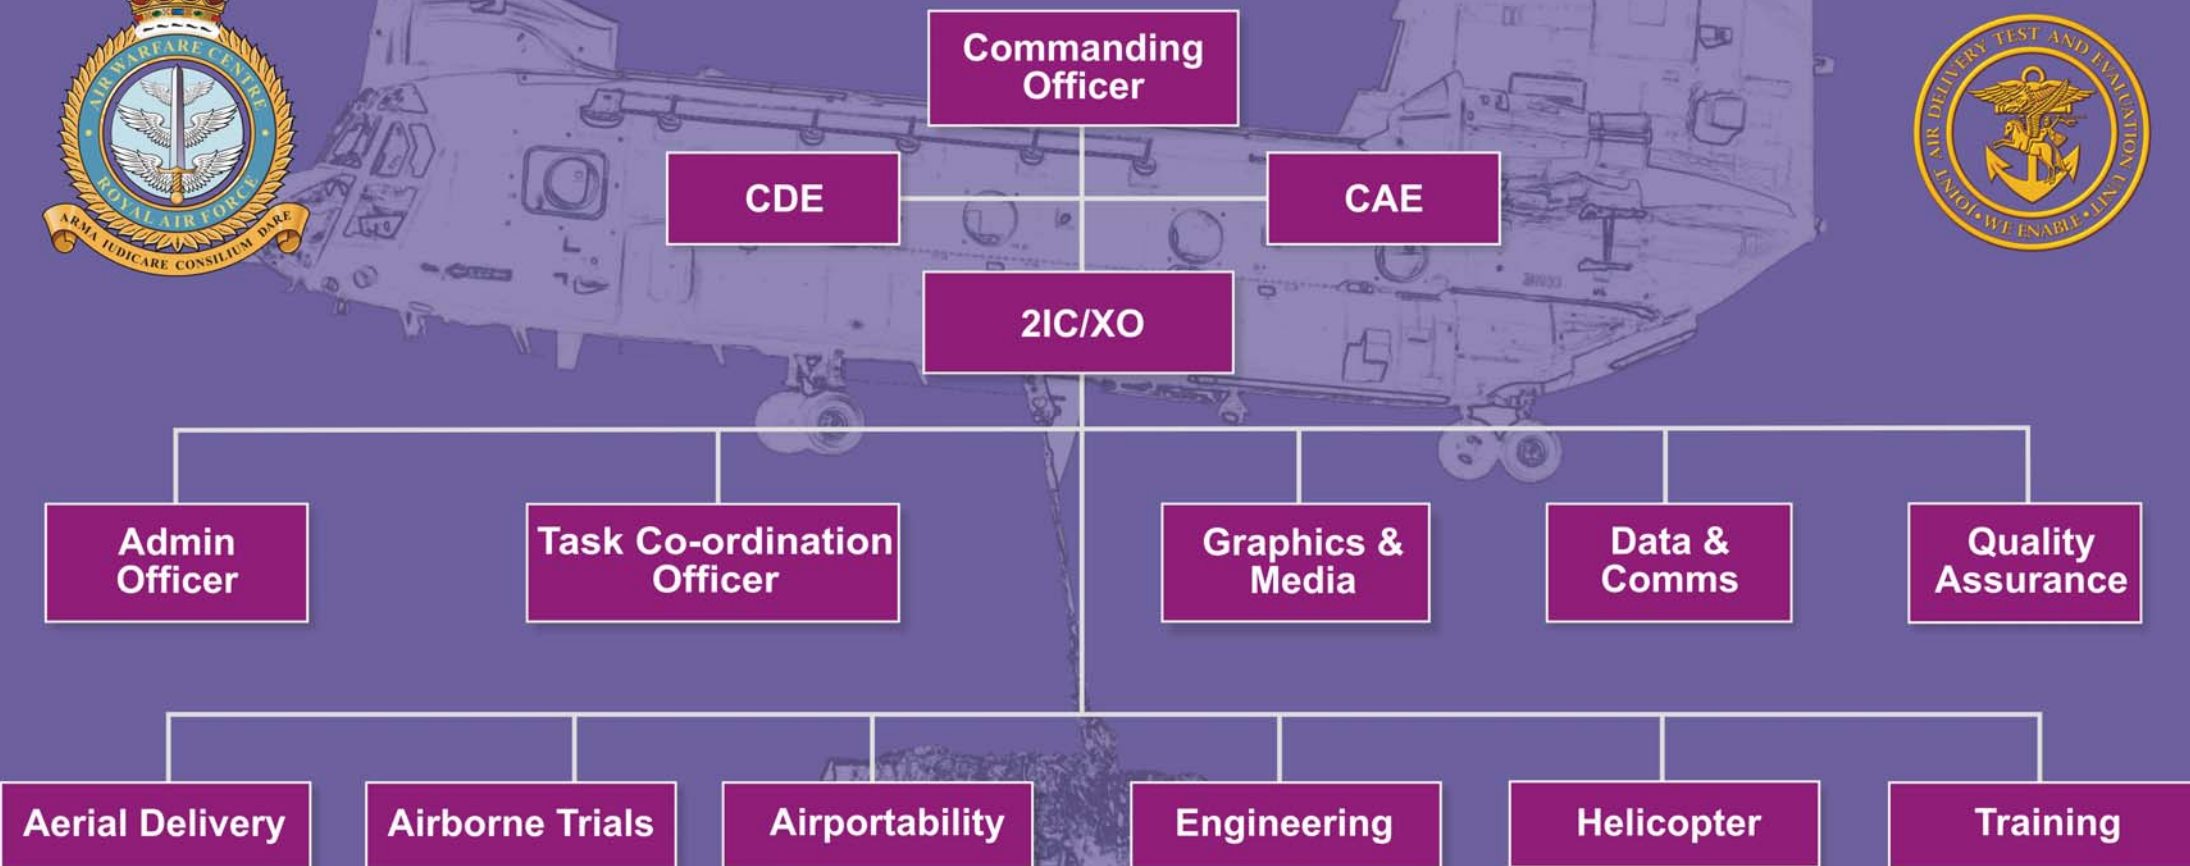 AIR WARFARE CENTRE
ROYAL AIR FORCE
ARMA IUDICARE CONSILIUM DARE
JOINT AIR DELIVERY TEST AND EVALUATION UNIT
• WE ENABLE •
Commanding
Officer
CDE
CAE
2IC/XO
Admin
Officer
Task Co-ordination
Officer
Graphics &
Media
Data &
Comms
Quality
Assurance
Aerial Delivery
Airborne Trials
Airportability
Engineering
Helicopter
Training